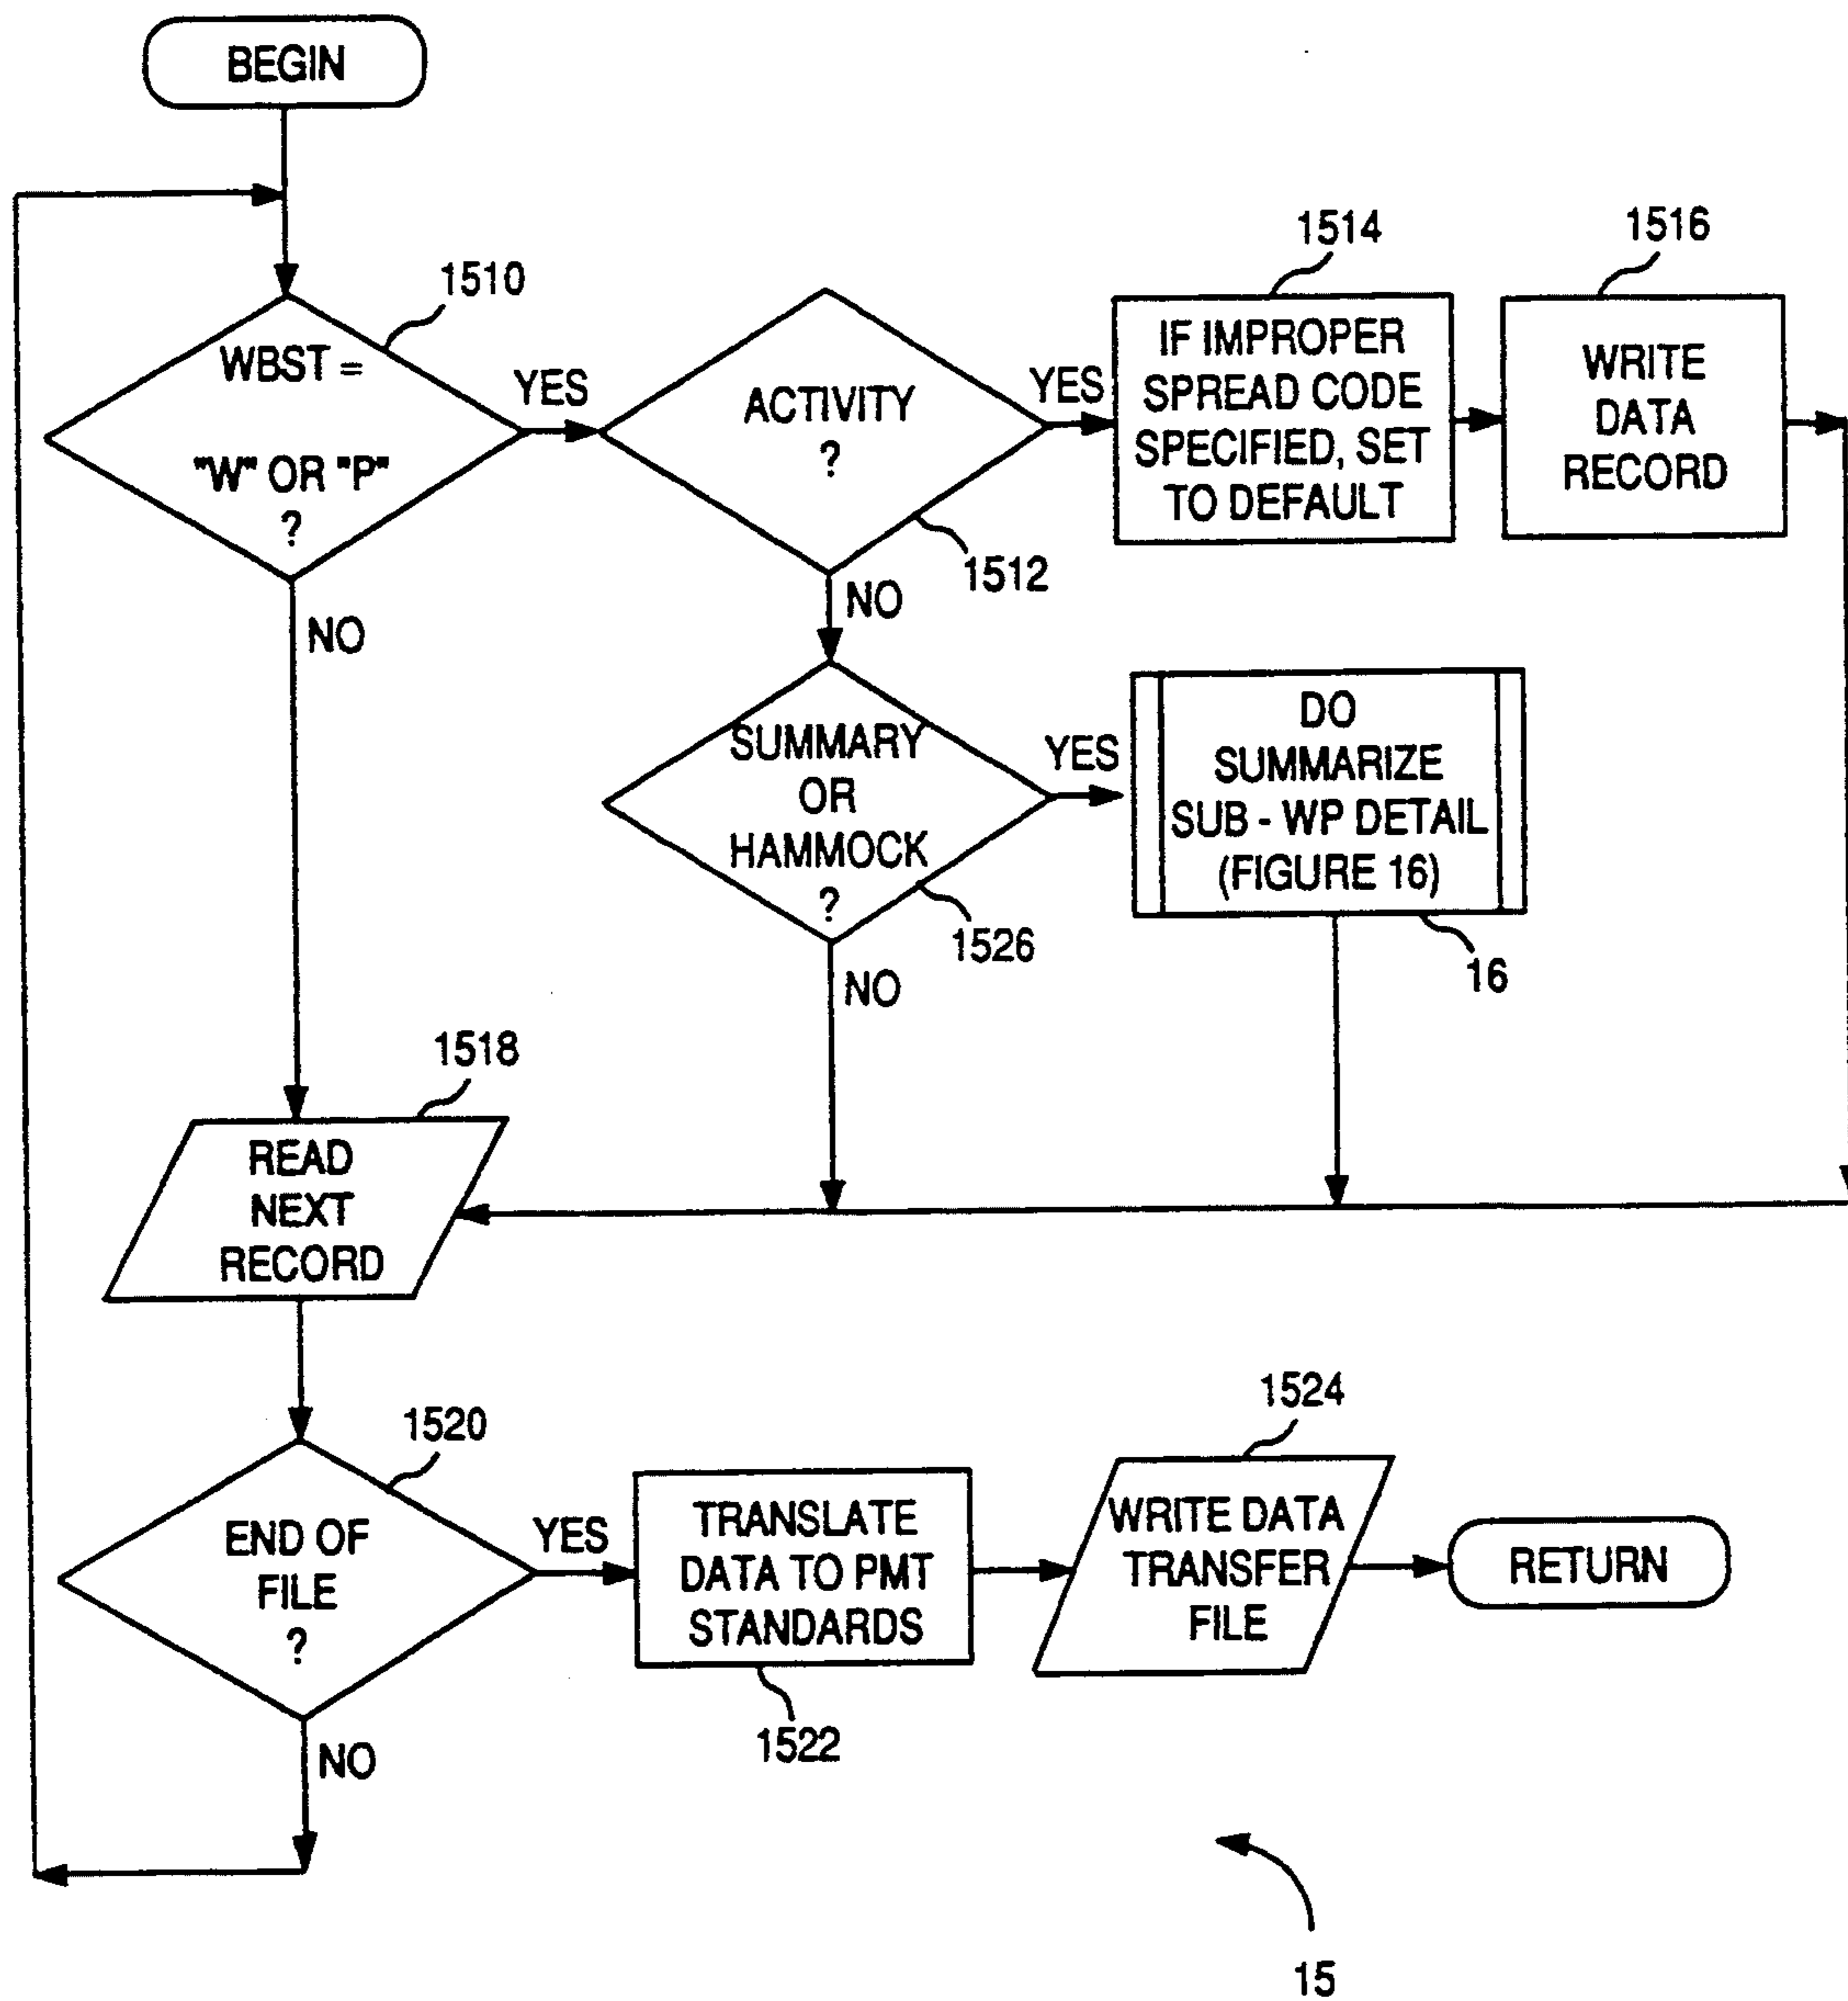 BEGIN
1510
WBST =
"W" OR "P"
?
YES
NO
ACTIVITY
?
1512
YES
NO
1514
IF IMPROPER
SPREAD CODE
SPECIFIED, SET
TO DEFAULT
1516
WRITE
DATA
RECORD
SUMMARY
OR
HAMMOCK
?
1526
YES
NO
DO
SUMMARIZE
SUB - WP DETAIL
(FIGURE 16)
16
1518
READ
NEXT
RECORD
1520
END OF
FILE
?
YES
NO
TRANSLATE
DATA TO PMT
STANDARDS
1522
1524
WRITE DATA
TRANSFER
FILE
RETURN
15